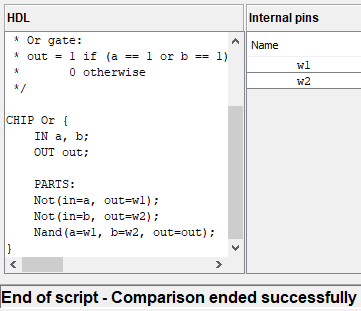 HDL
Internal pins
* Or gate:
* out = 1 if (a == 1 or b == 1)
* 0 otherwise
*/
Name
w1
w2
CHIP Or {
IN a, b;
OUT out;
PARTS:
Not(in=a, out=w1);
Not(in=b, out=w2);
Nand(a=w1, b=w2, out=out);
}
End of script - Comparison ended successfully